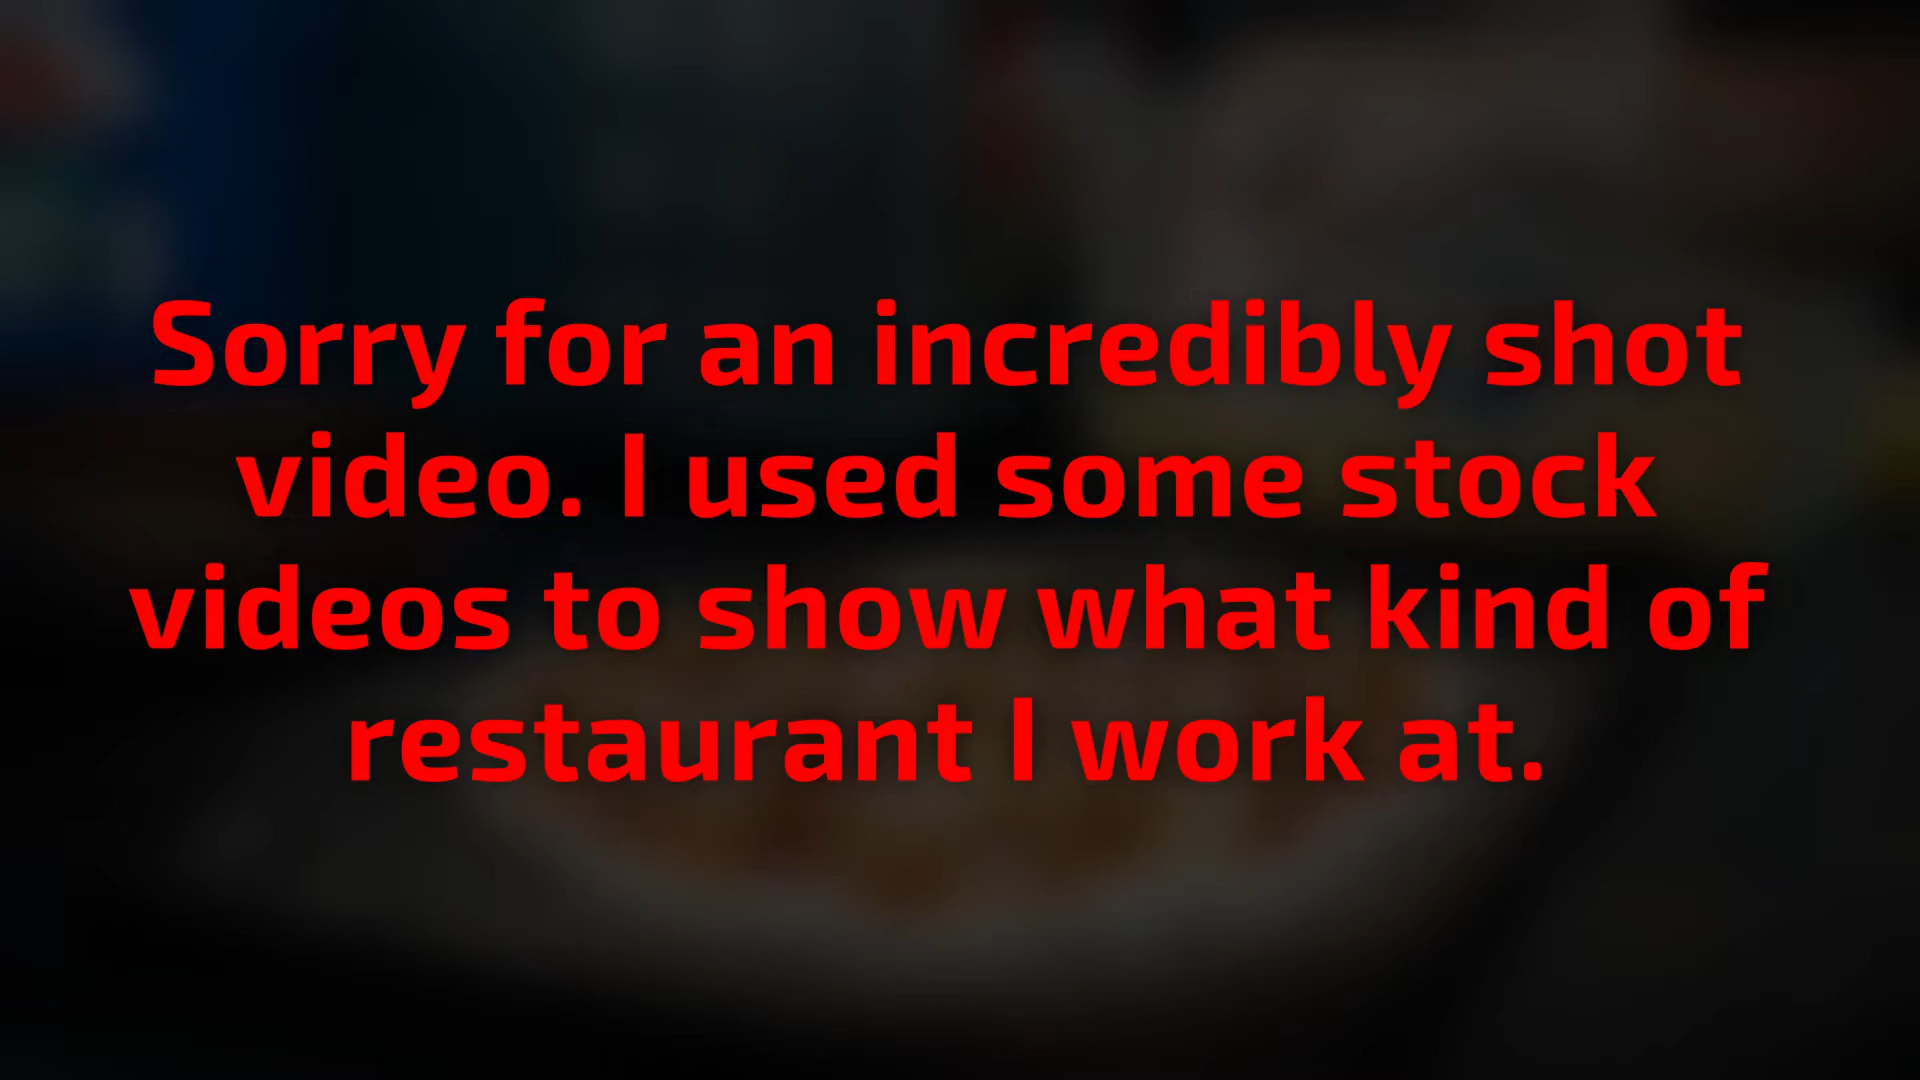 Sorry for an incredibly shot
video. I used some stock
videos to show what kind of
restaurant I work at.